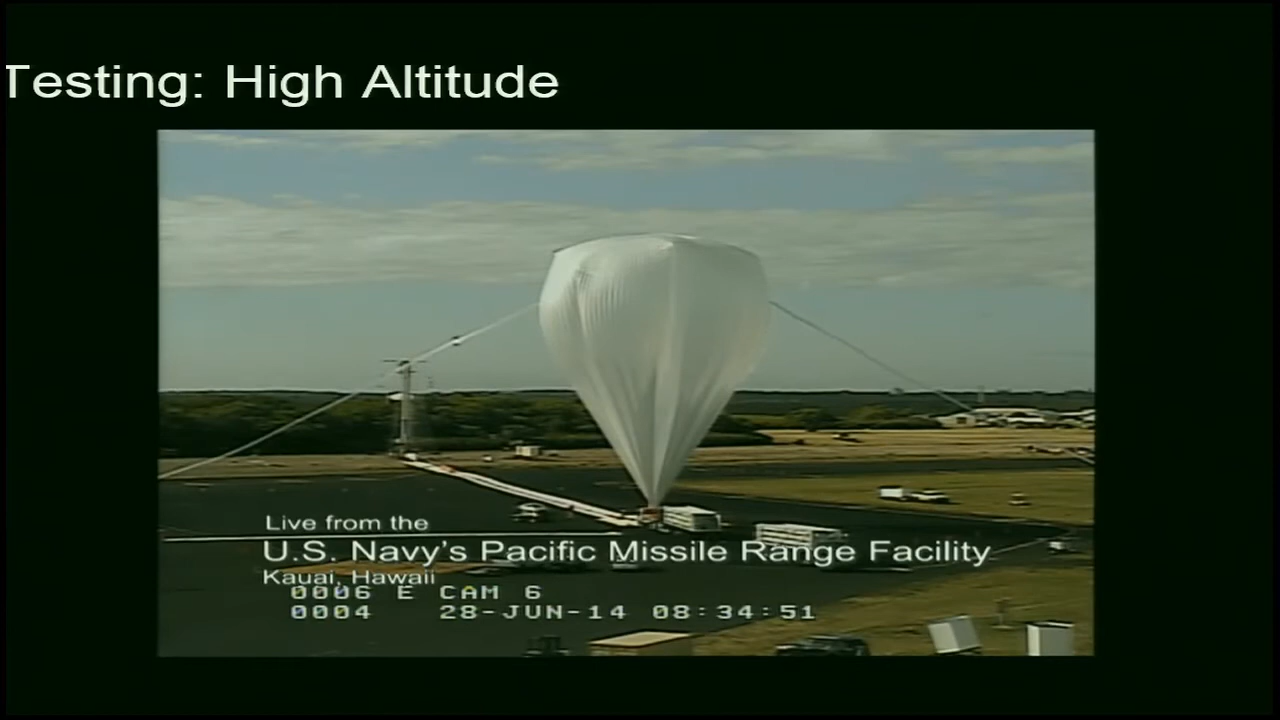 Testing: High Altitude
Live from the
U.S. Navy's Pacific Missile Range Facility
Kauai, Hawaii
0006 E CAM 6
0004 28-JUN-14 08:34:51